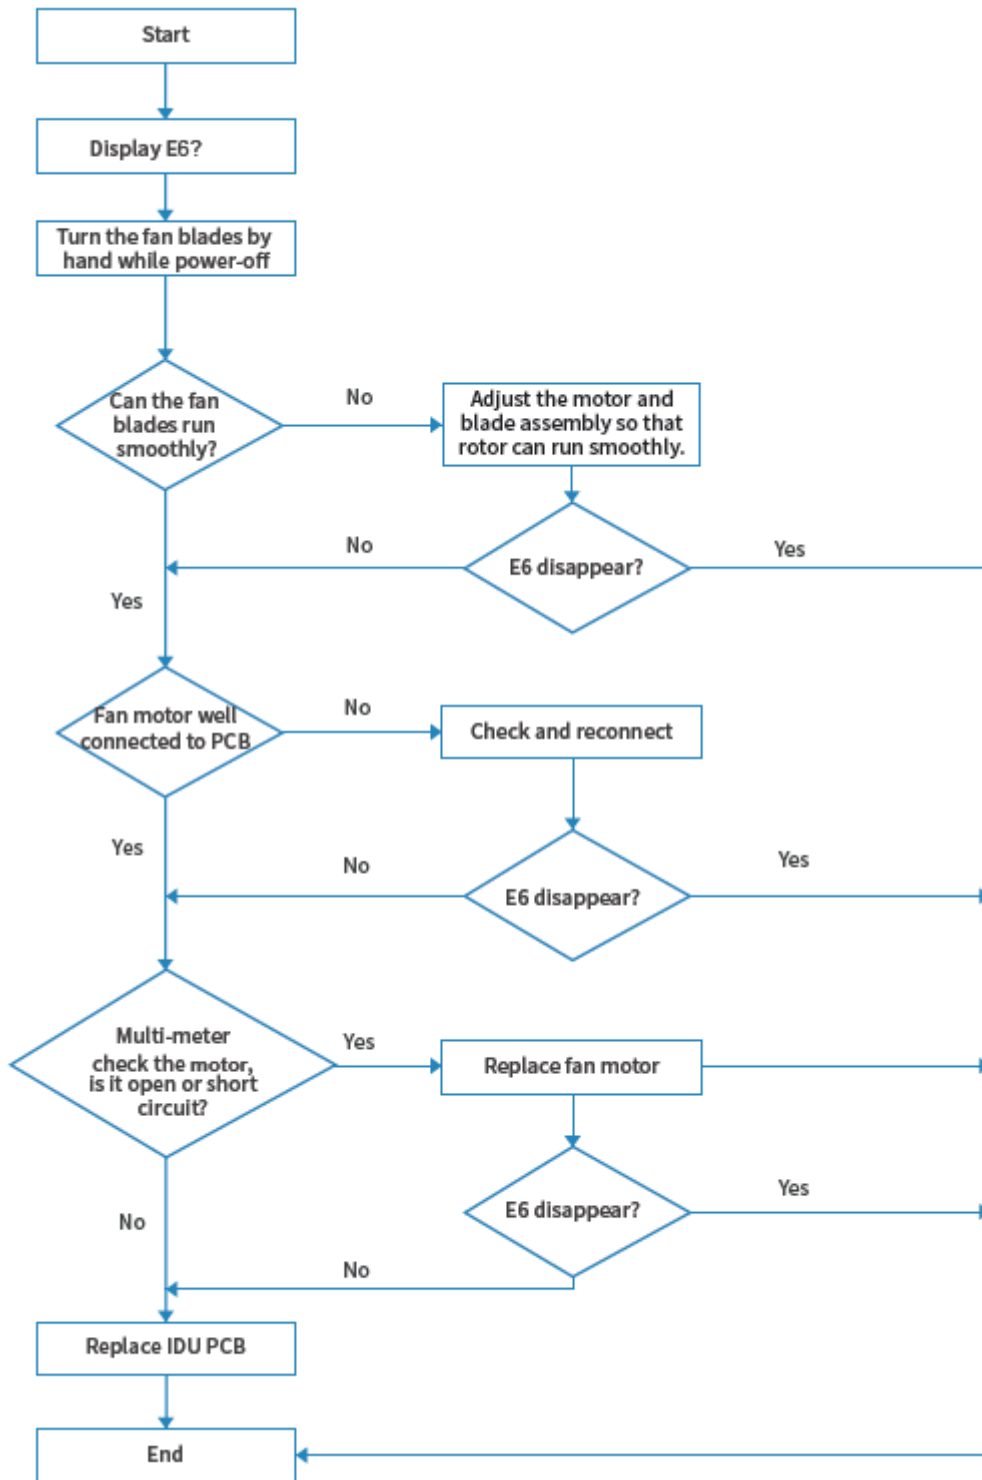 Start
Display E6?
Turn the fan blades by
hand while power-off
Can the fan
blades run
smoothly?
No
Adjust the motor and
blade assembly so that
rotor can run smoothly.
No
E6 disappear?
Yes
Yes
Fan motor well
connected to PCB
No
Check and reconnect
Yes
No
E6 disappear?
Yes
Multi-meter
check the motor,
is it open or short
circuit?
Yes
Replace fan motor
E6 disappear?
Yes
No
No
Replace IDU PCB
End